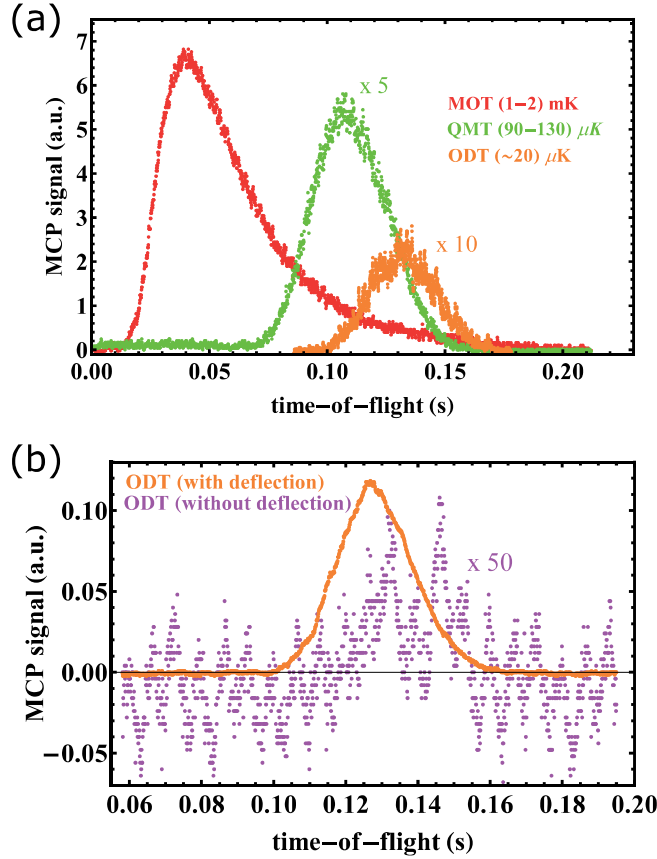 (a)
7
6
5
4
3
2
1
0
MCP signal (a.u.)
x 5
x 10
MOT (1−2) mK
QMT (90−130) μK
ODT (~20) μK
0.00 0.05 0.10 0.15 0.20
time−of−flight (s)
(b)
ODT (with deflection)
ODT (without deflection)
x 50
0.10
0.05
0.00
−0.05
MCP signal (a.u.)
0.06 0.08 0.10 0.12 0.14 0.16 0.18 0.20
time−of−flight (s)